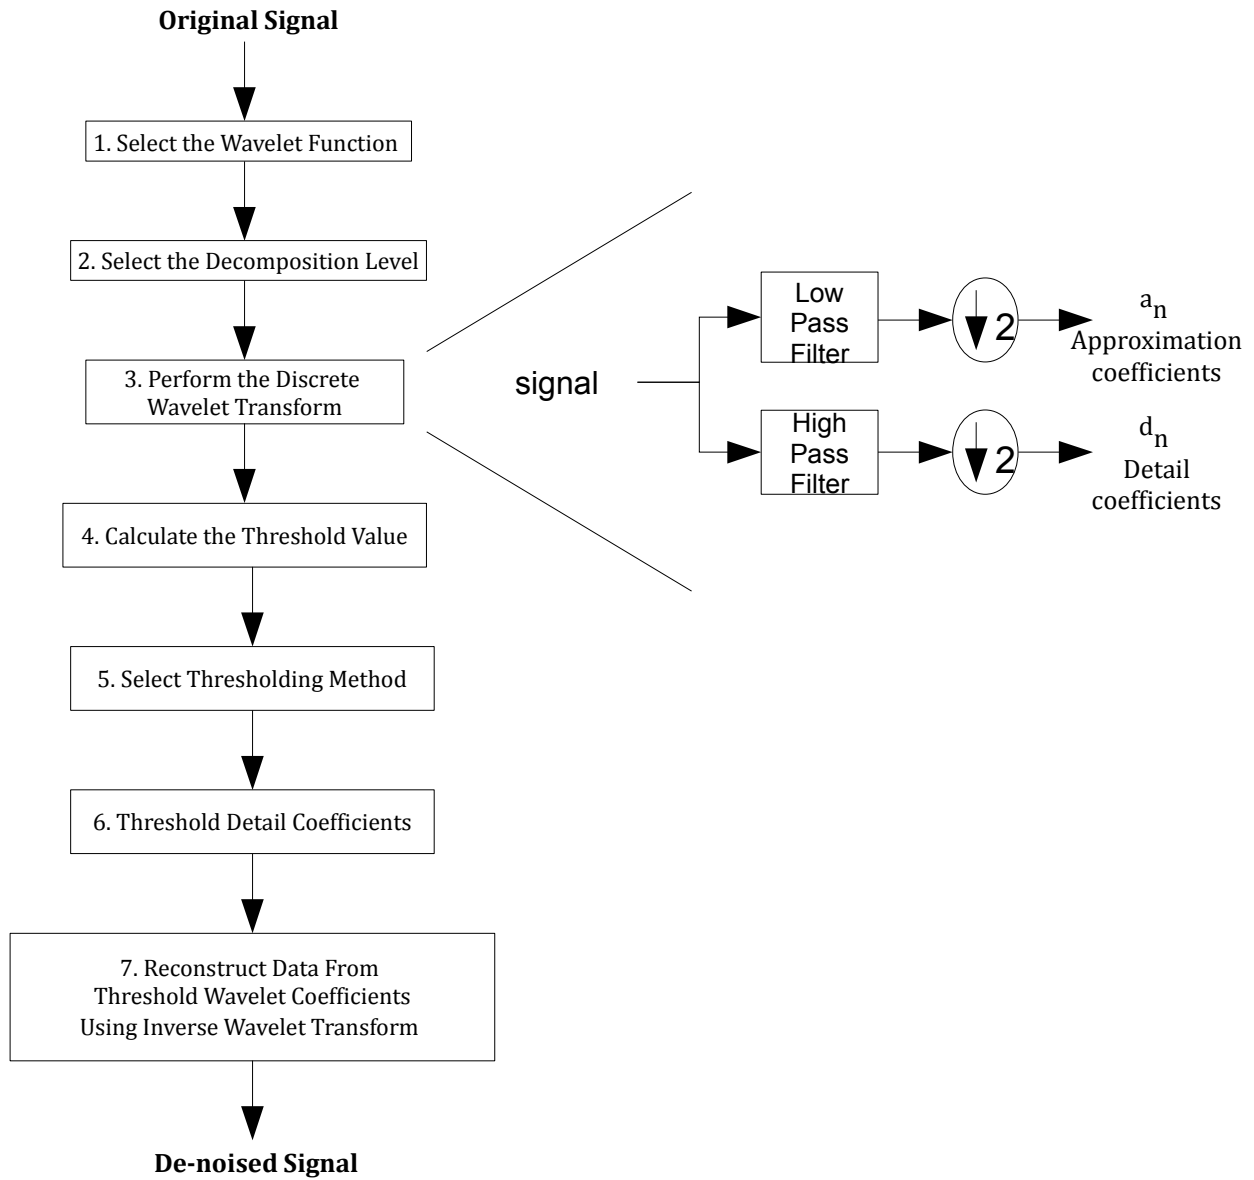 Original Signal
1. Select the Wavelet Function
2. Select the Decomposition Level
3. Perform the Discrete
Wavelet Transform
4. Calculate the Threshold Value
5. Select Thresholding Method
6. Threshold Detail Coefficients
7. Reconstruct Data From
Threshold Wavelet Coefficients
Using Inverse Wavelet Transform
De-noised Signal
signal
Low
Pass
Filter
2
an
Approximation
coefficients
High
Pass
Filter
2
dn
Detail
coefficients